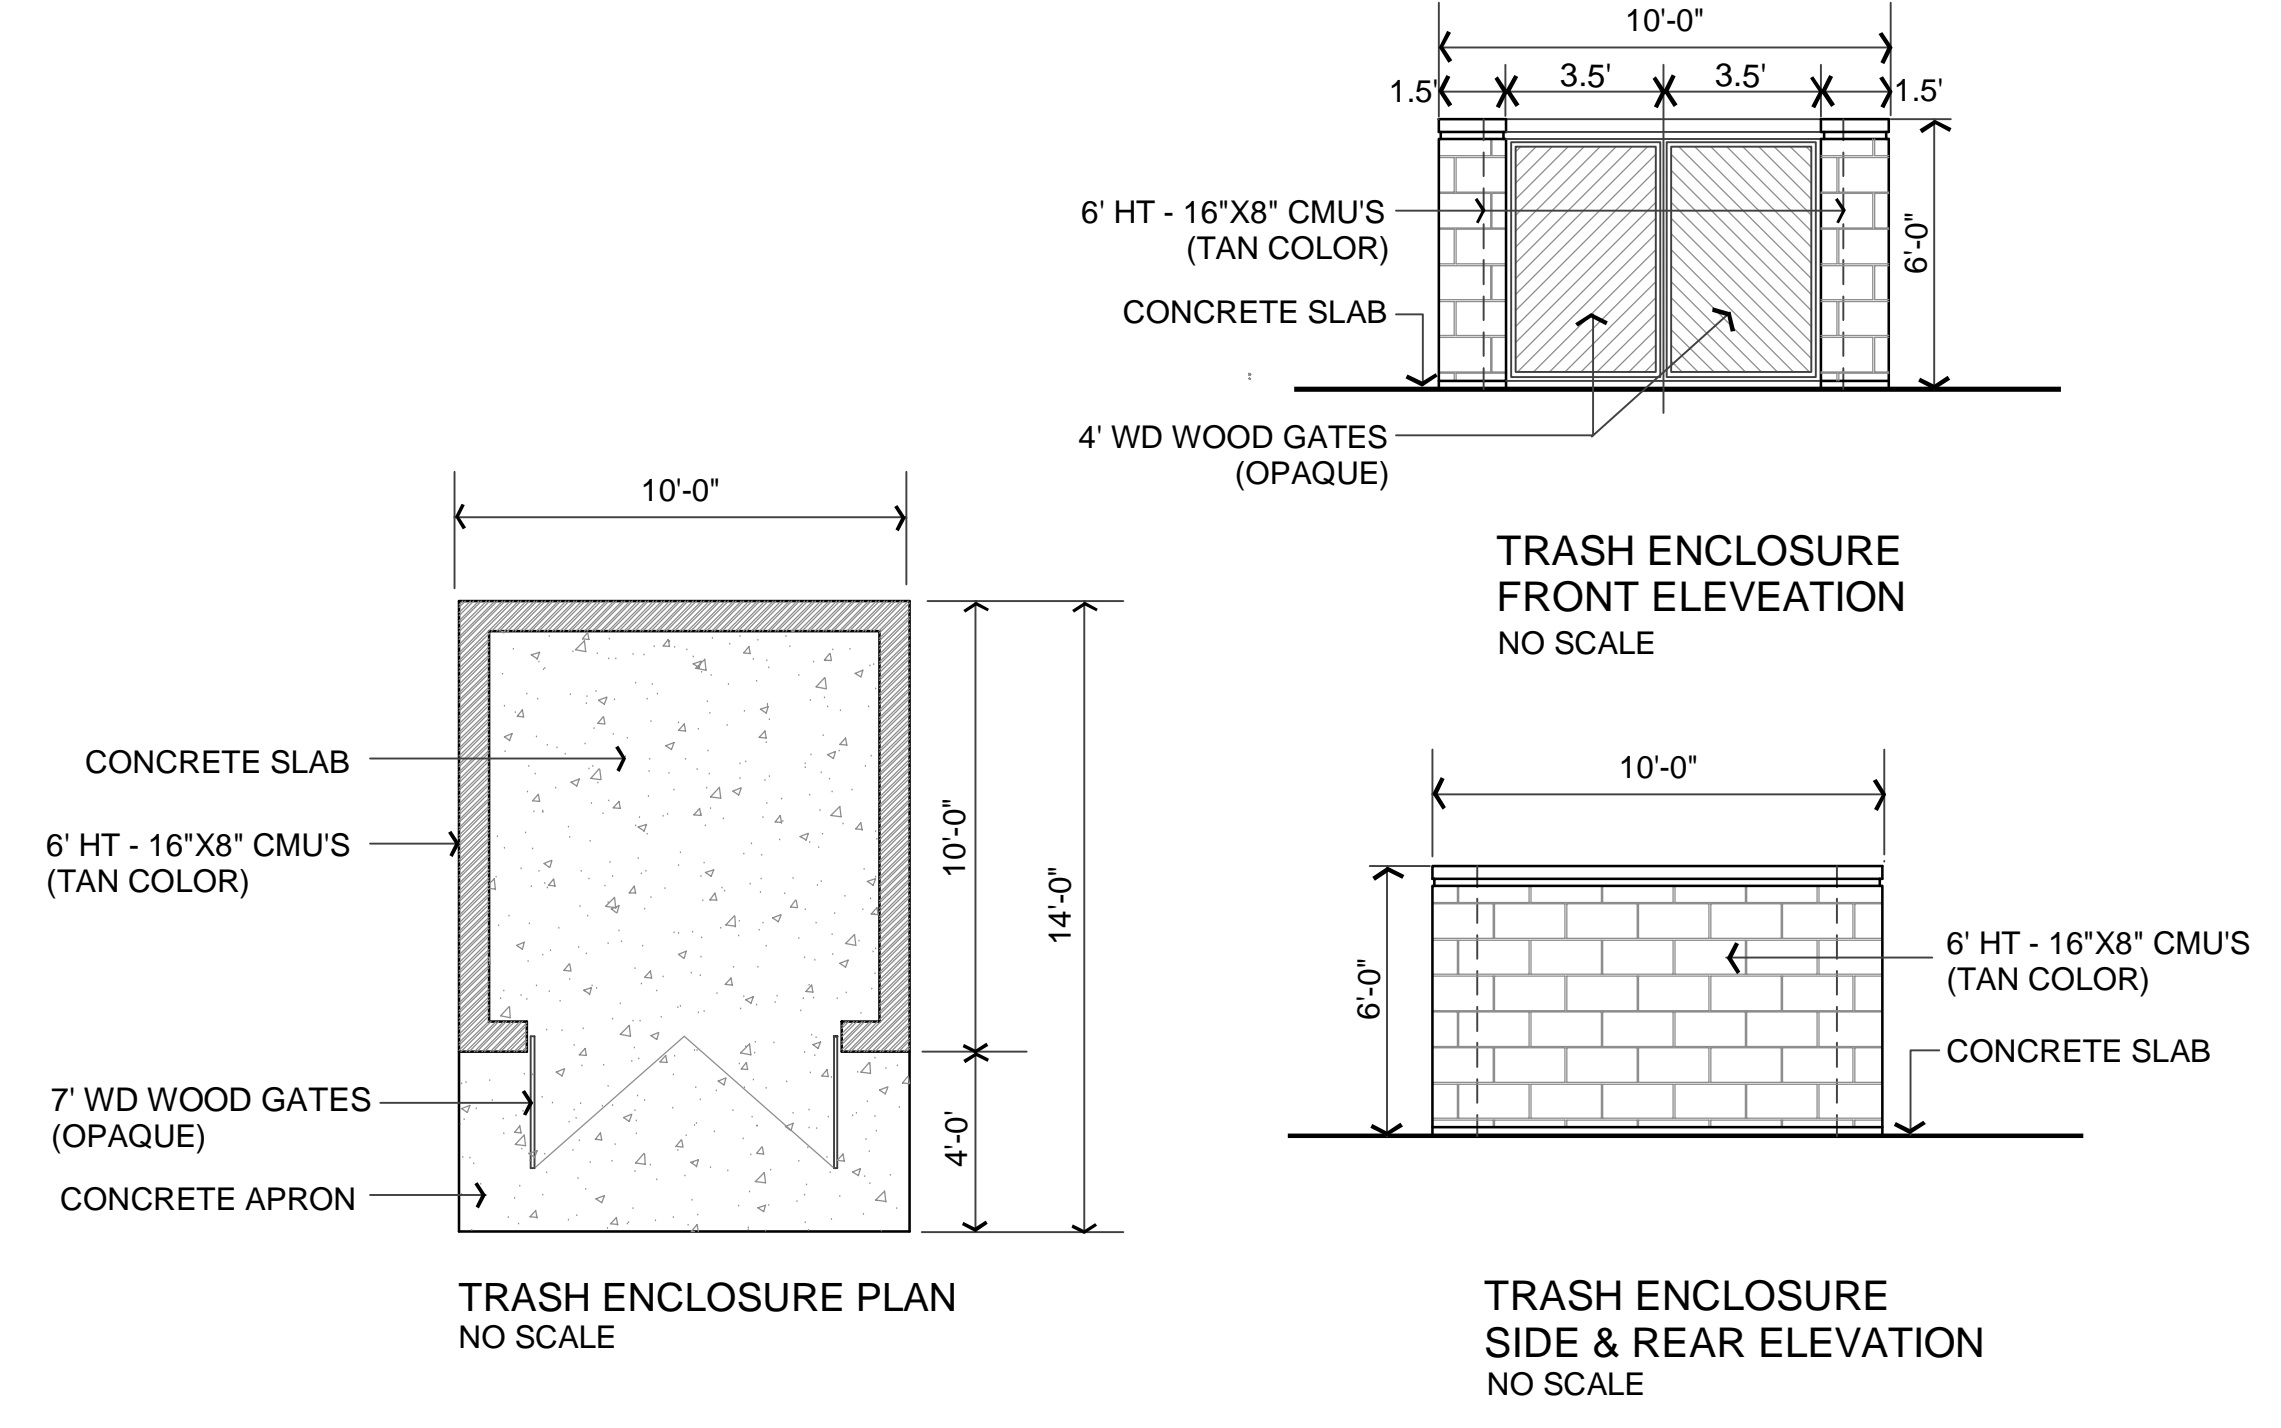 10'-0"
1.5'
3.5'
3.5'
1.5'
6' HT - 16"X8" CMU'S
(TAN COLOR)
CONCRETE SLAB
6'-0"
4' WD WOOD GATES
(OPAQUE)
TRASH ENCLOSURE
FRONT ELEVEATION
NO SCALE
10'-0"
CONCRETE SLAB
6' HT - 16"X8" CMU'S
(TAN COLOR)
7' WD WOOD GATES
(OPAQUE)
CONCRETE APRON
10'-0"
14'-0"
4'-0'
TRASH ENCLOSURE PLAN
NO SCALE
10'-0"
6'-0"
6' HT - 16"X8" CMU'S
(TAN COLOR)
CONCRETE SLAB
TRASH ENCLOSURE
SIDE & REAR ELEVATION
NO SCALE